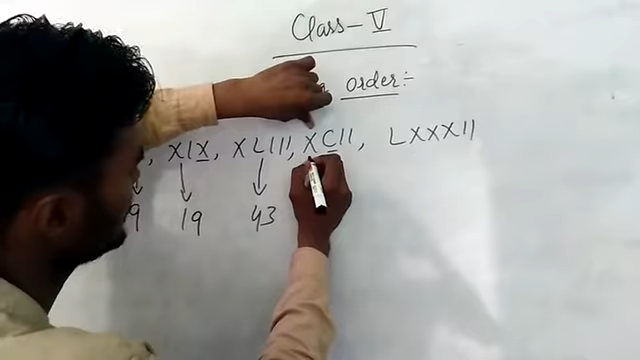 Class-V
order:-
, XIX, XLIII, XCII, LXXXII
9 19 43